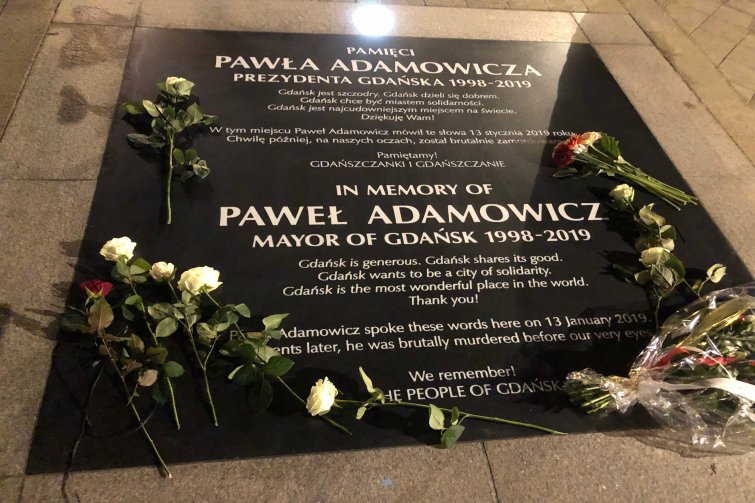 PAMIĘCI
PAWŁA ADAMOWICZA
PREZYDENTA GDAŃSKA 1998-2019
Gdańsk jest szczodry. Gdańsk dzieli się dobrem.
Gdańsk chce być miastem solidarności.
Gdańsk jest najcudowniejszym miejscem na świecie.
Dziękuję Wam!
W tym miejscu Paweł Adamowicz mówił te słowa 13 stycznia 2019 roku.
Chwilę później, na naszych oczach, został brutalnie zamordowany.
Pamiętamy!
GDAŃSZCZANKI I GDAŃSZCZANIE
IN MEMORY OF
PAWEŁ ADAMOWICZ
MAYOR OF GDAŃSK 1998-2019
Gdańsk is generous. Gdańsk shares its good.
Gdańsk wants to be a city of solidarity.
Gdańsk is the most wonderful place in the world.
Thank you!
Adamowicz spoke these words here on 13 January 2019.
later, he was brutally murdered before our very eyes
We remember!
THE PEOPLE OF GDAŃSK